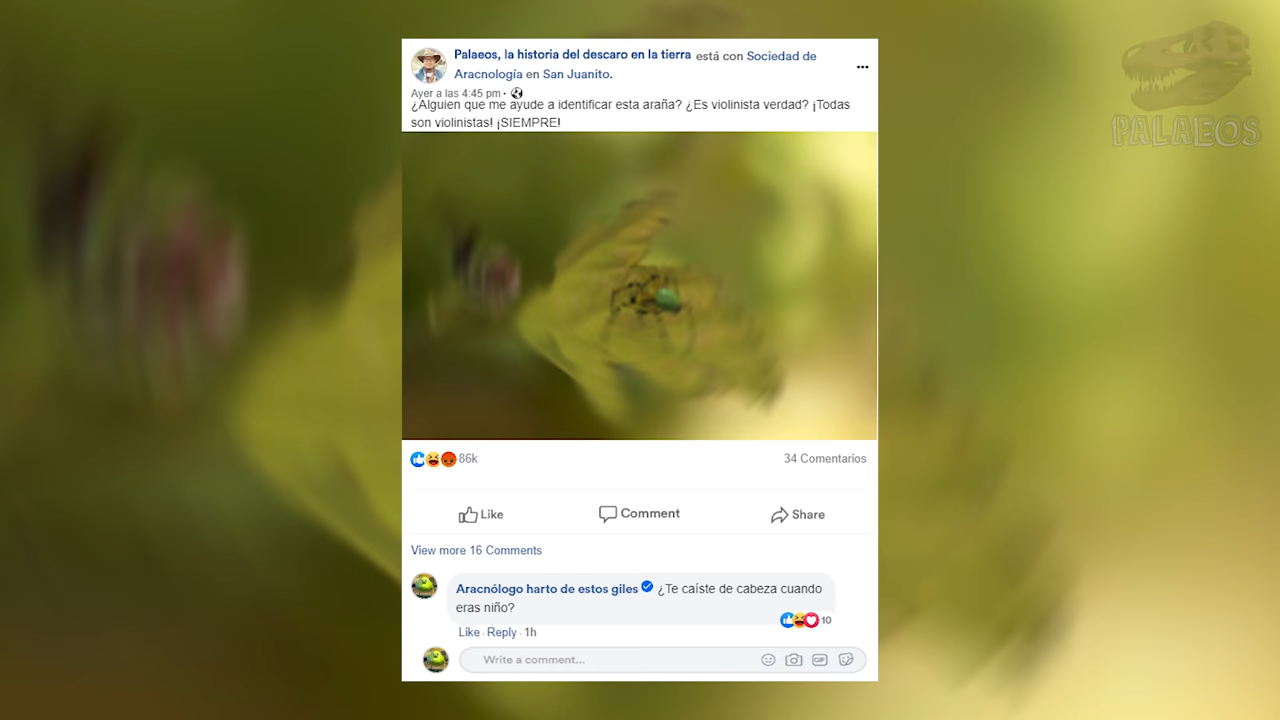 PALAEOS
Palaeos, la historia del descaro en la tierra está con Sociedad de
Aracnología en San Juanito.
Ayer a las 4:45 pm ·
¿Alguien que me ayude a identificar esta araña? ¿Es violinista verdad? ¡Todas
son violinistas! ¡SIEMPRE!
86k
34 Comentarios
Like
Comment
Share
View more 16 Comments
Aracnólogo harto de estos giles ¿Te caíste de cabeza cuando
eras niño?
10
Like · Reply · 1h
Write a comment...
GIF